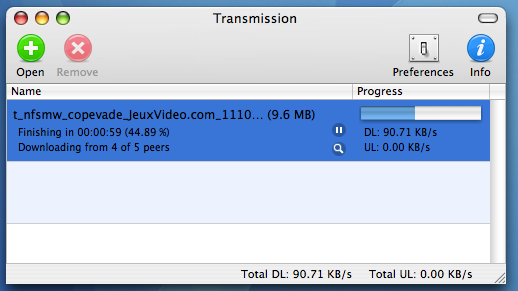 Transmission
Open
Remove
Preferences
Info
Name
Progress
t_nfsmw_copevade_JeuxVideo.com_1110... (9.6 MB)
Finishing in 00:00:59 (44.89 %)
DL: 90.71 KB/s
Downloading from 4 of 5 peers
UL: 0.00 KB/s
Total DL: 90.71 KB/s
Total UL: 0.00 KB/s